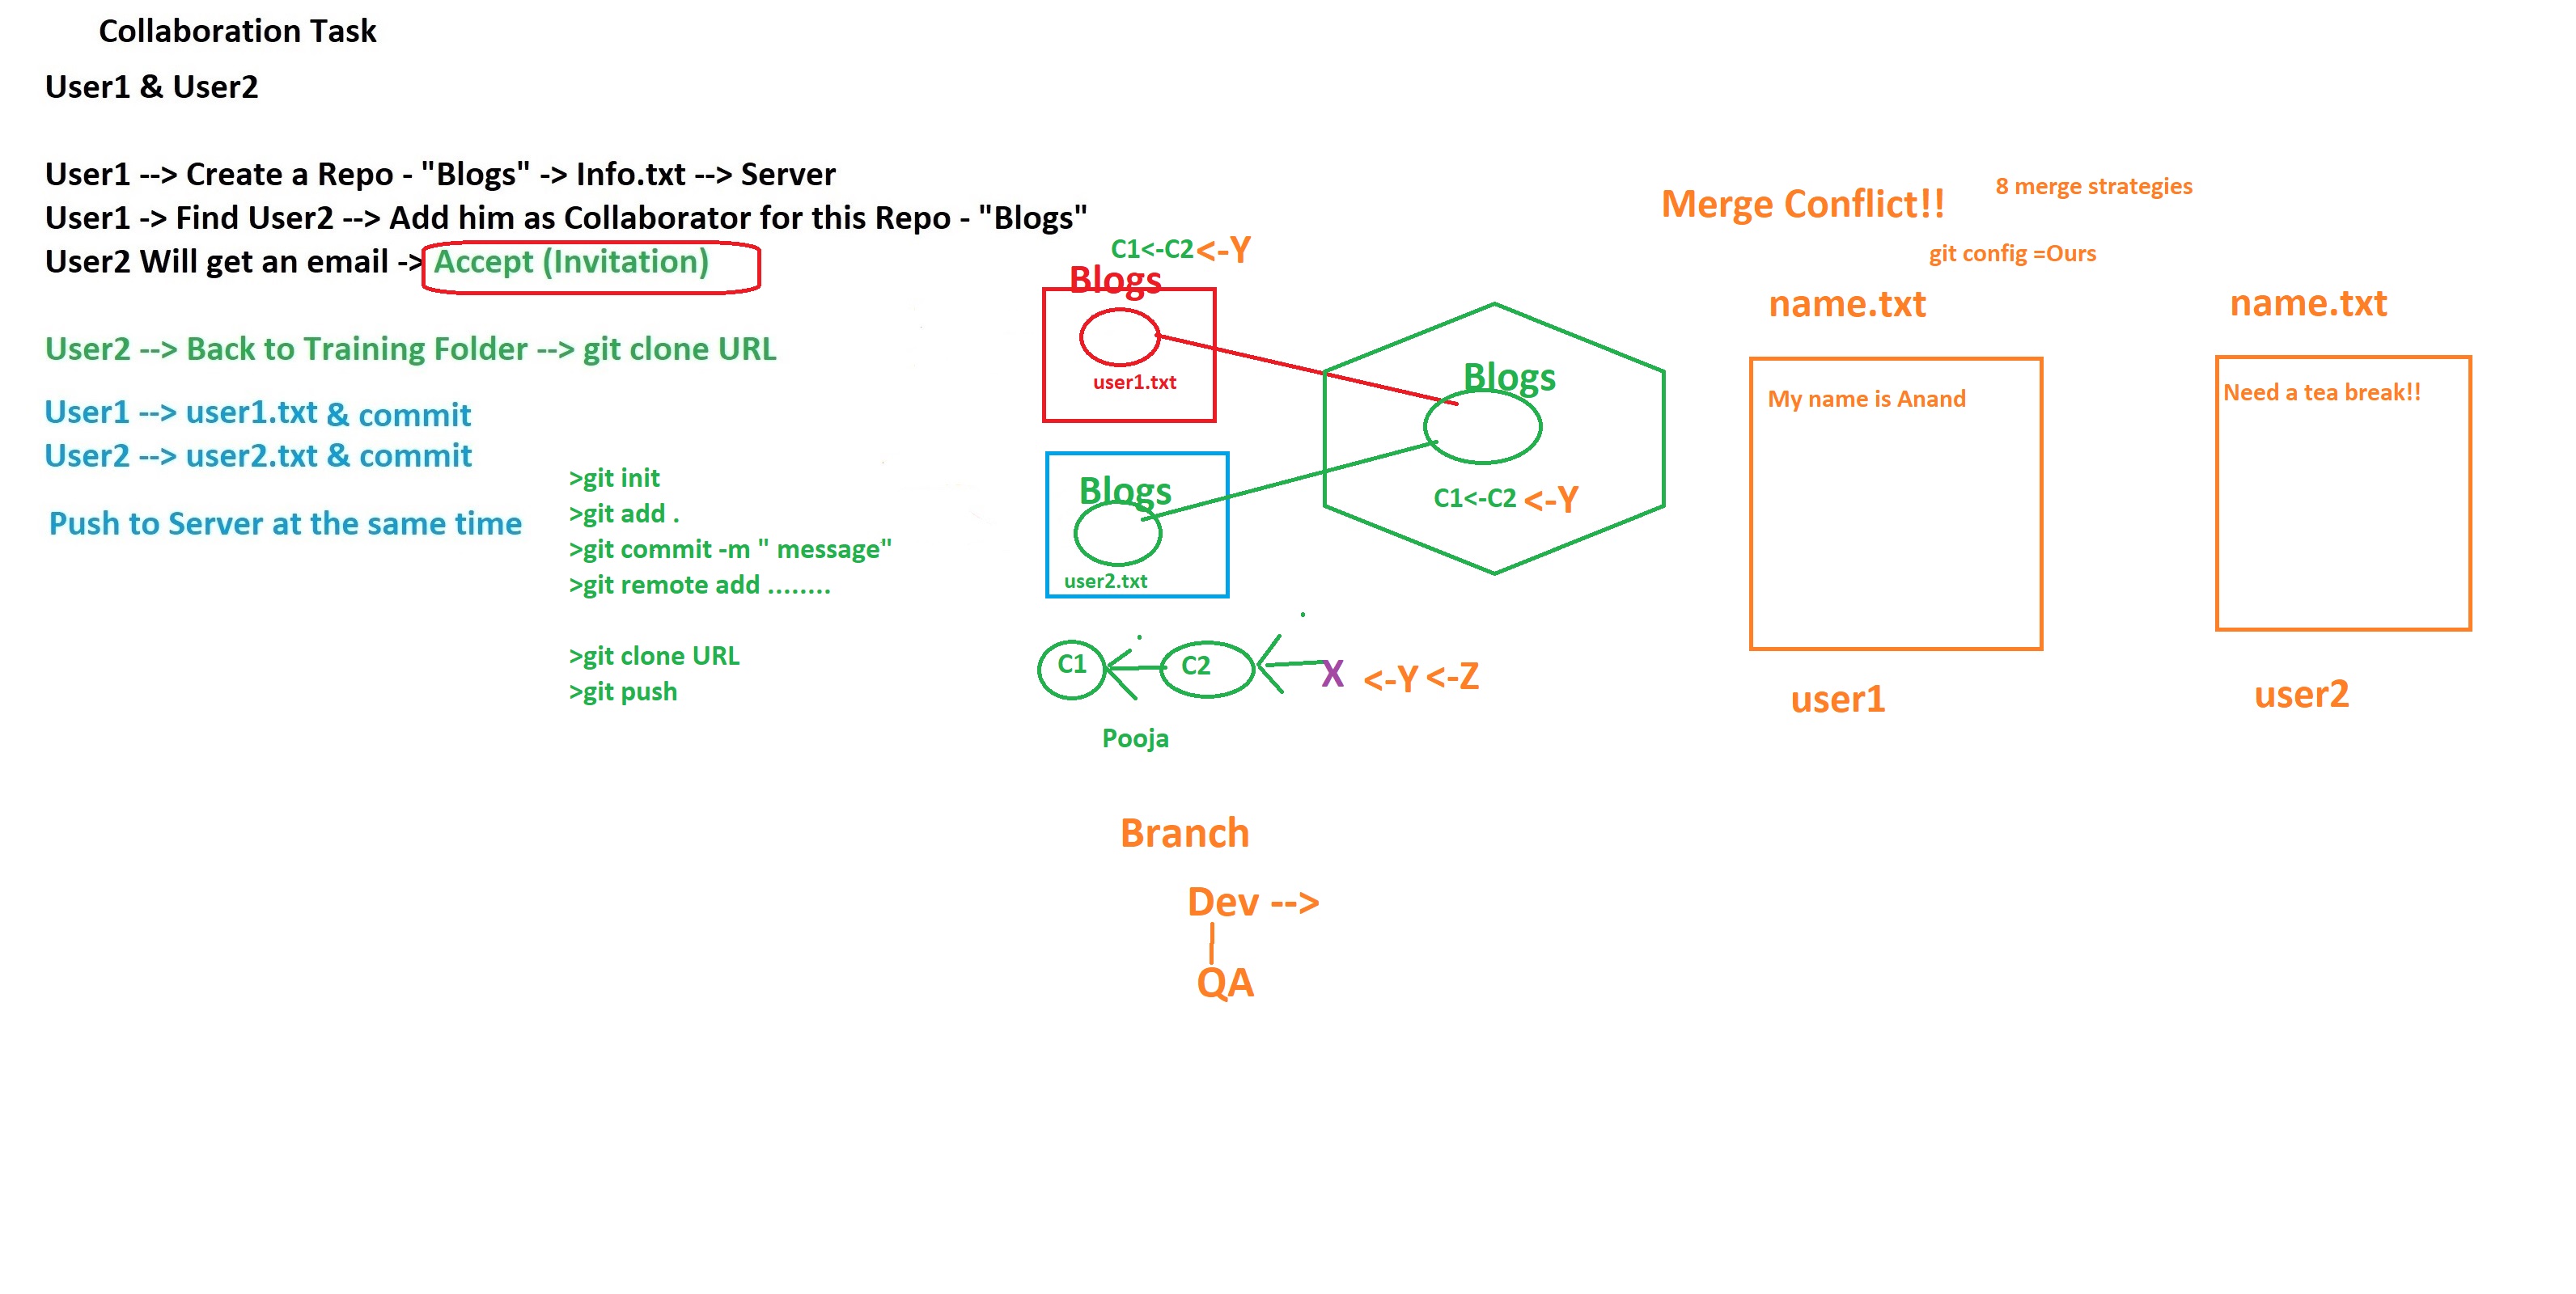 Collaboration Task
User1 & User2
User1 --> Create a Repo - "Blogs" -> Info.txt --> Server
User1 -> Find User2 --> Add him as Collaborator for this Repo - "Blogs"
User2 Will get an email -> Accept (Invitation)
User2 --> Back to Training Folder --> git clone URL
User1 --> user1.txt & commit
User2 --> user2.txt & commit
Push to Server at the same time
>git init
>git add .
>git commit -m " message"
>git remote add ........
>git clone URL
>git push
C1<-C2 <-Y
Blogs
user1.txt
Blogs
user2.txt
Blogs
C1<-C2 <-Y
C1 C2 X <-Y <-Z
Pooja
Branch
Dev -->
QA
Merge Conflict!!
8 merge strategies
git config =Ours
name.txt
My name is Anand
user1
name.txt
Need a tea break!!
user2